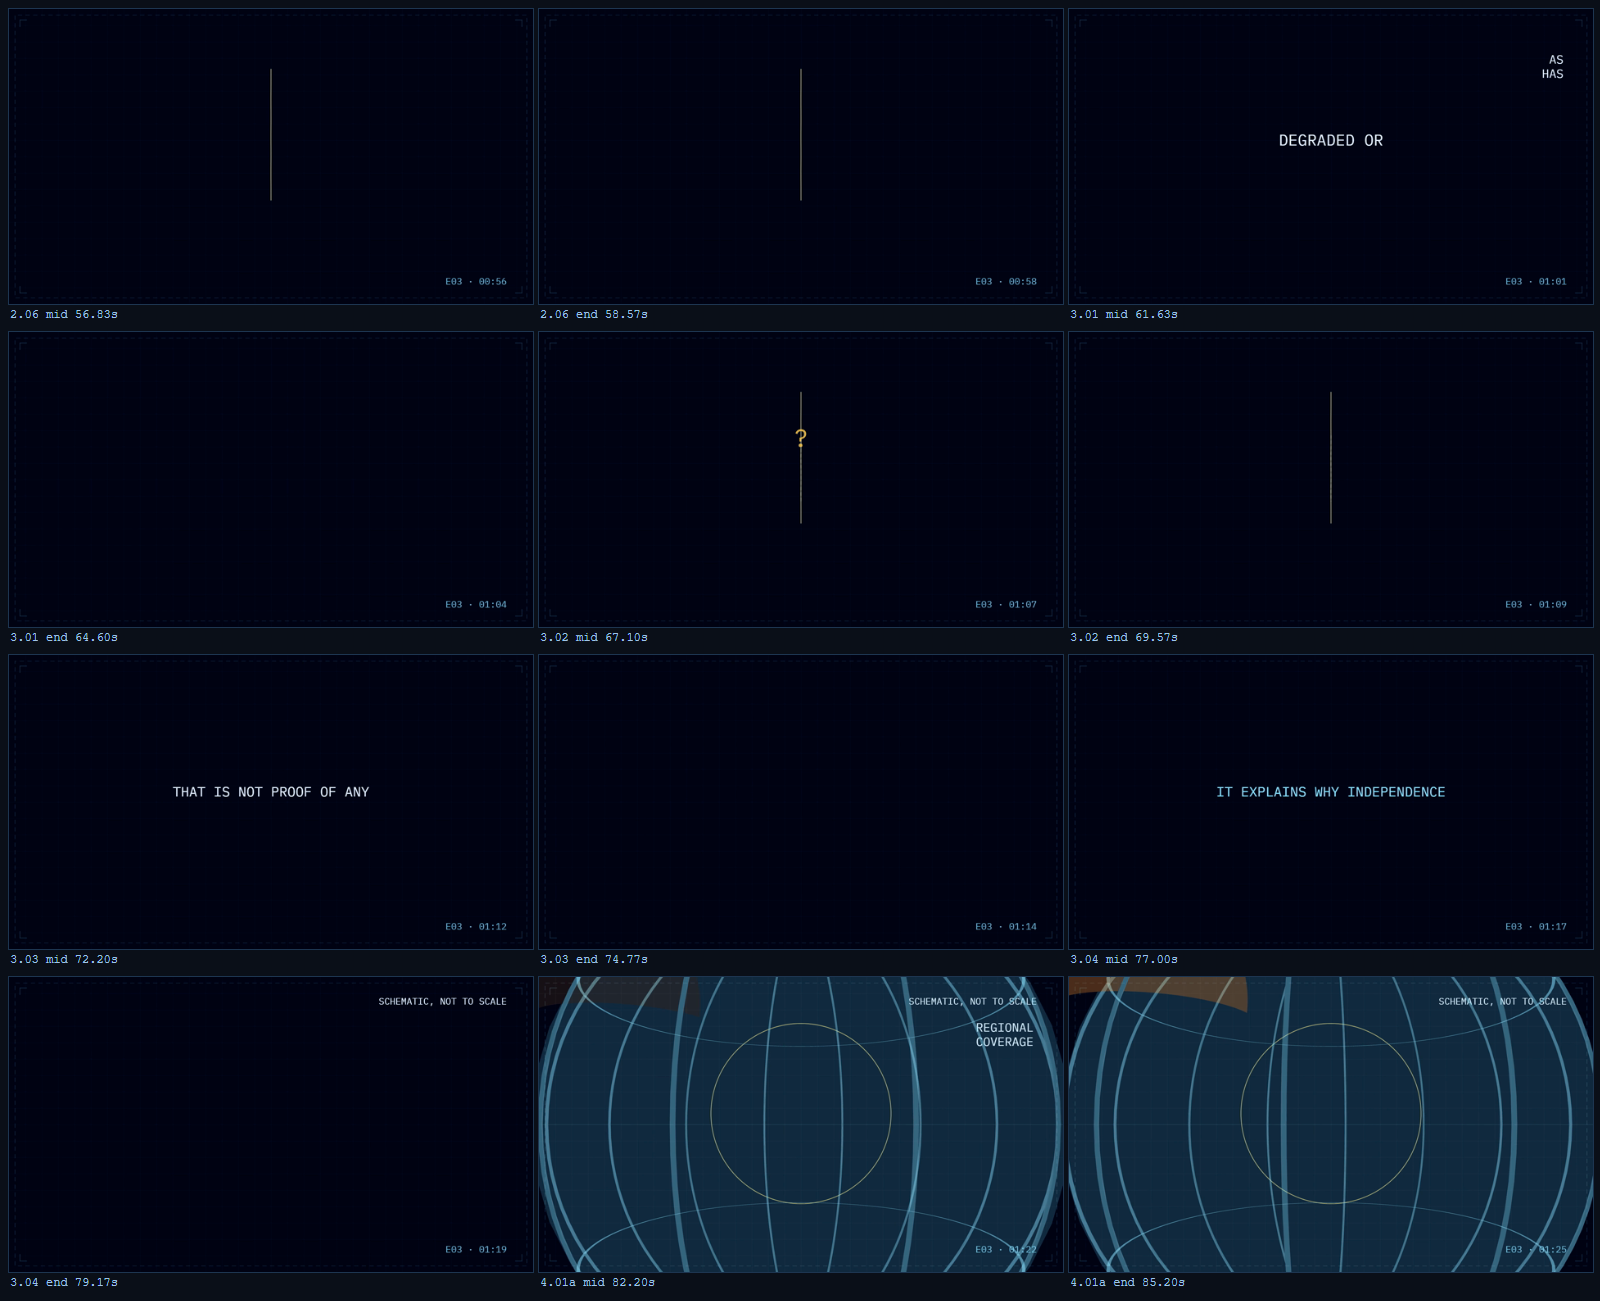 E03 · 00:56
2.06 mid 56.83s
E03 · 00:58
2.06 end 58.57s
AS
HAS
DEGRADED OR
E03 · 01:01
3.01 mid 61.63s
E03 · 01:04
3.01 end 64.60s
?
E03 · 01:07
3.02 mid 67.10s
E03 · 01:09
3.02 end 69.57s
THAT IS NOT PROOF OF ANY
E03 · 01:12
3.03 mid 72.20s
E03 · 01:14
3.03 end 74.77s
IT EXPLAINS WHY INDEPENDENCE
E03 · 01:17
3.04 mid 77.00s
SCHEMATIC, NOT TO SCALE
E03 · 01:19
3.04 end 79.17s
SCHEMATIC, NOT TO SCALE
REGIONAL
COVERAGE
E03 · 01:22
4.01a mid 82.20s
SCHEMATIC, NOT TO SCALE
E03 · 01:25
4.01a end 85.20s